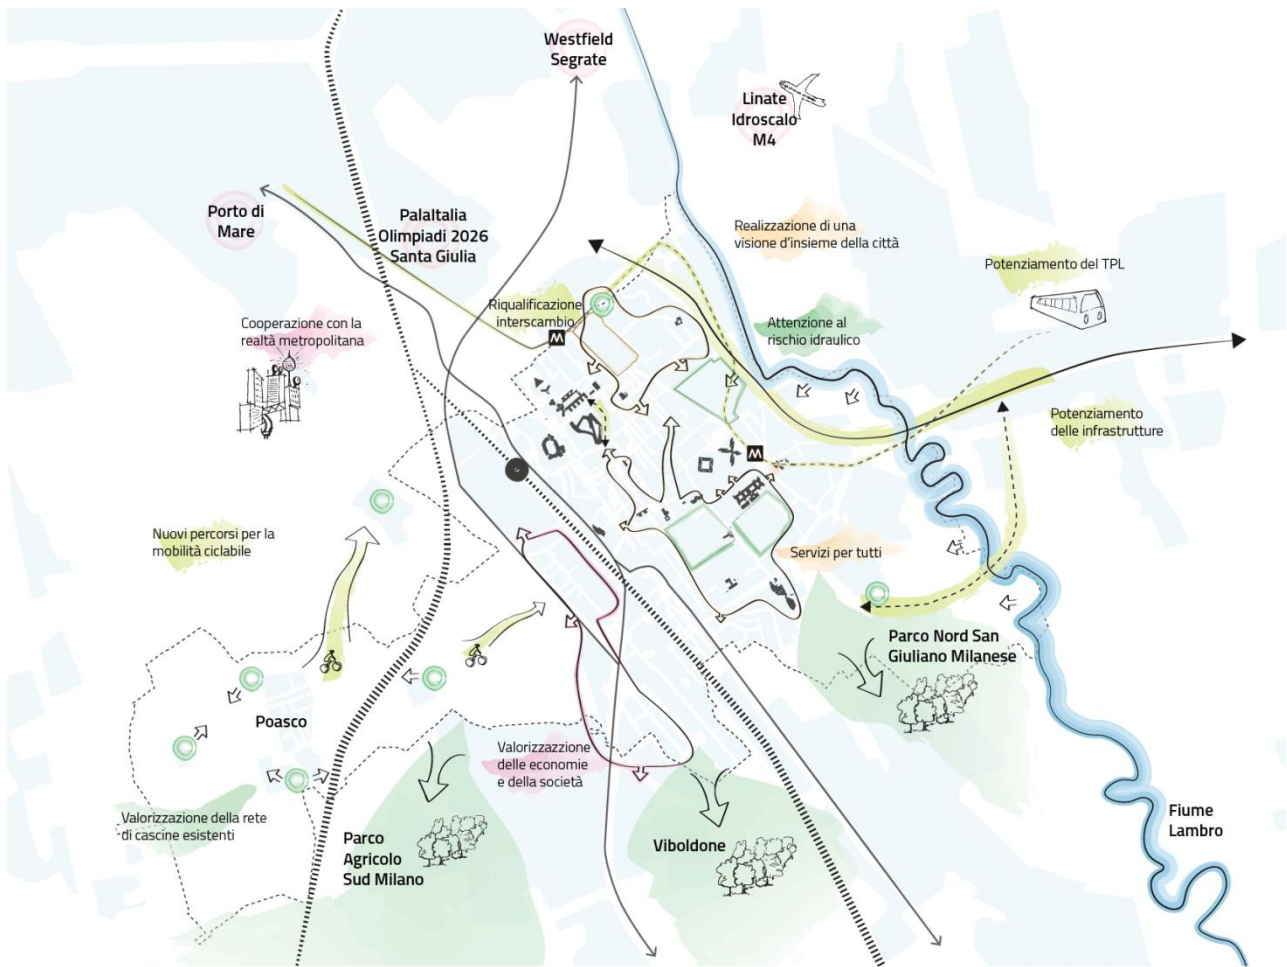 Westfield
Segrate
Linate
Idroscalo
M4
Porto di
Mare
PalaItalia
Olimpiadi 2026
Santa Giulia
Realizzazione di una
visione d'insieme della città
Potenziamento del TPL
Riqualificazione
interscambio
Cooperazione con la
realtà metropolitana
Attenzione al
rischio idraulico
M
Potenziamento
delle infrastrutture
M
Nuovi percorsi per la
mobilità ciclabile
Servizi per tutti
Parco Nord San
Giuliano Milanese
Poasco
Valorizzazzione
delle economie
e della società
Valorizzazione della rete
di cascine esistenti
Parco
Agricolo
Sud Milano
Viboldone
Fiume
Lambro